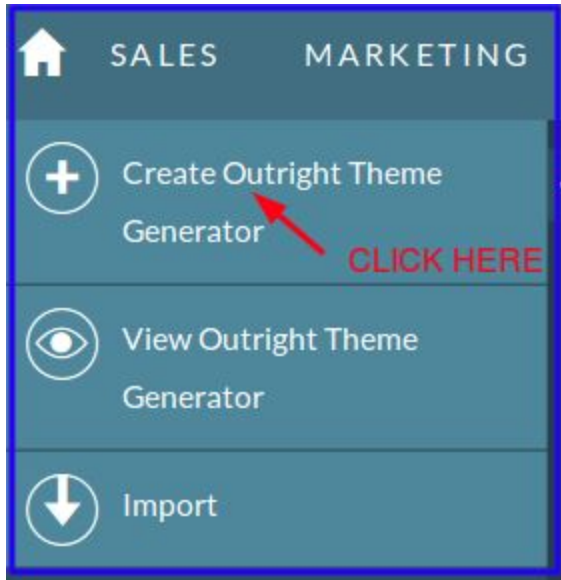 SALES MARKETING
Create Outright Theme
Generator
CLICK HERE
View Outright Theme
Generator
Import